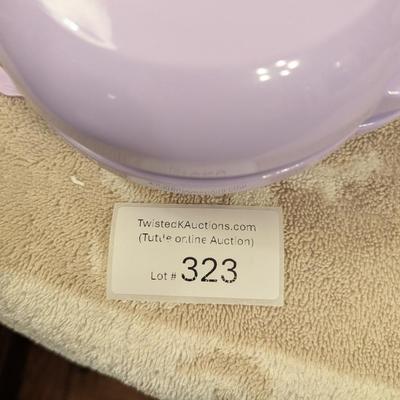 TwistedKAuctions.com
(Tuttle online Auction)
Lot # 323